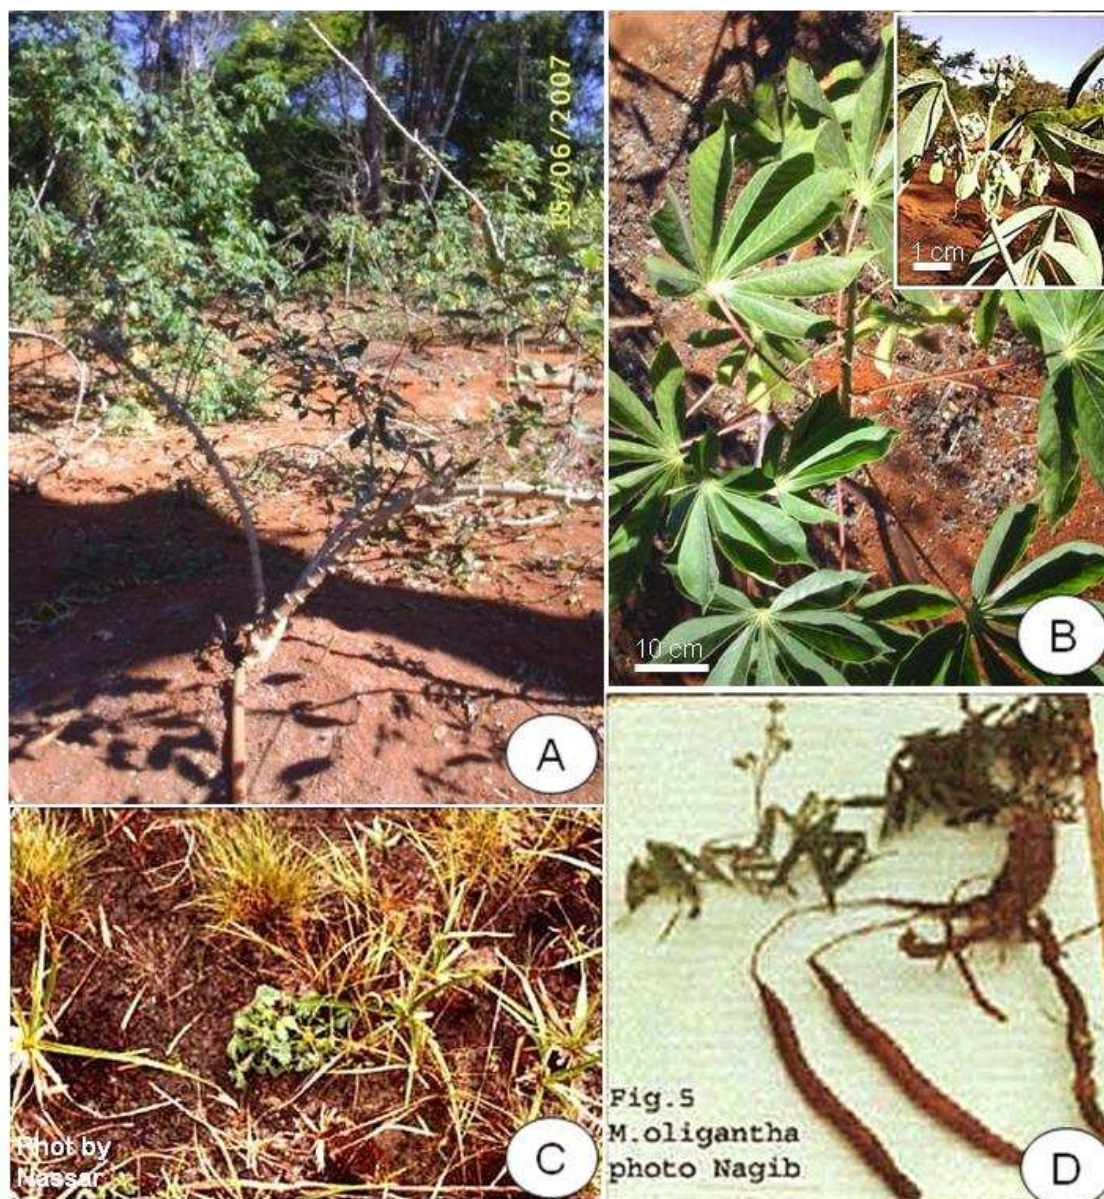 15/06/2007
A
1 cm
10 cm
B
Phot by
Nassar
C
Fig.5
M.oligantha
photo Nagib
D